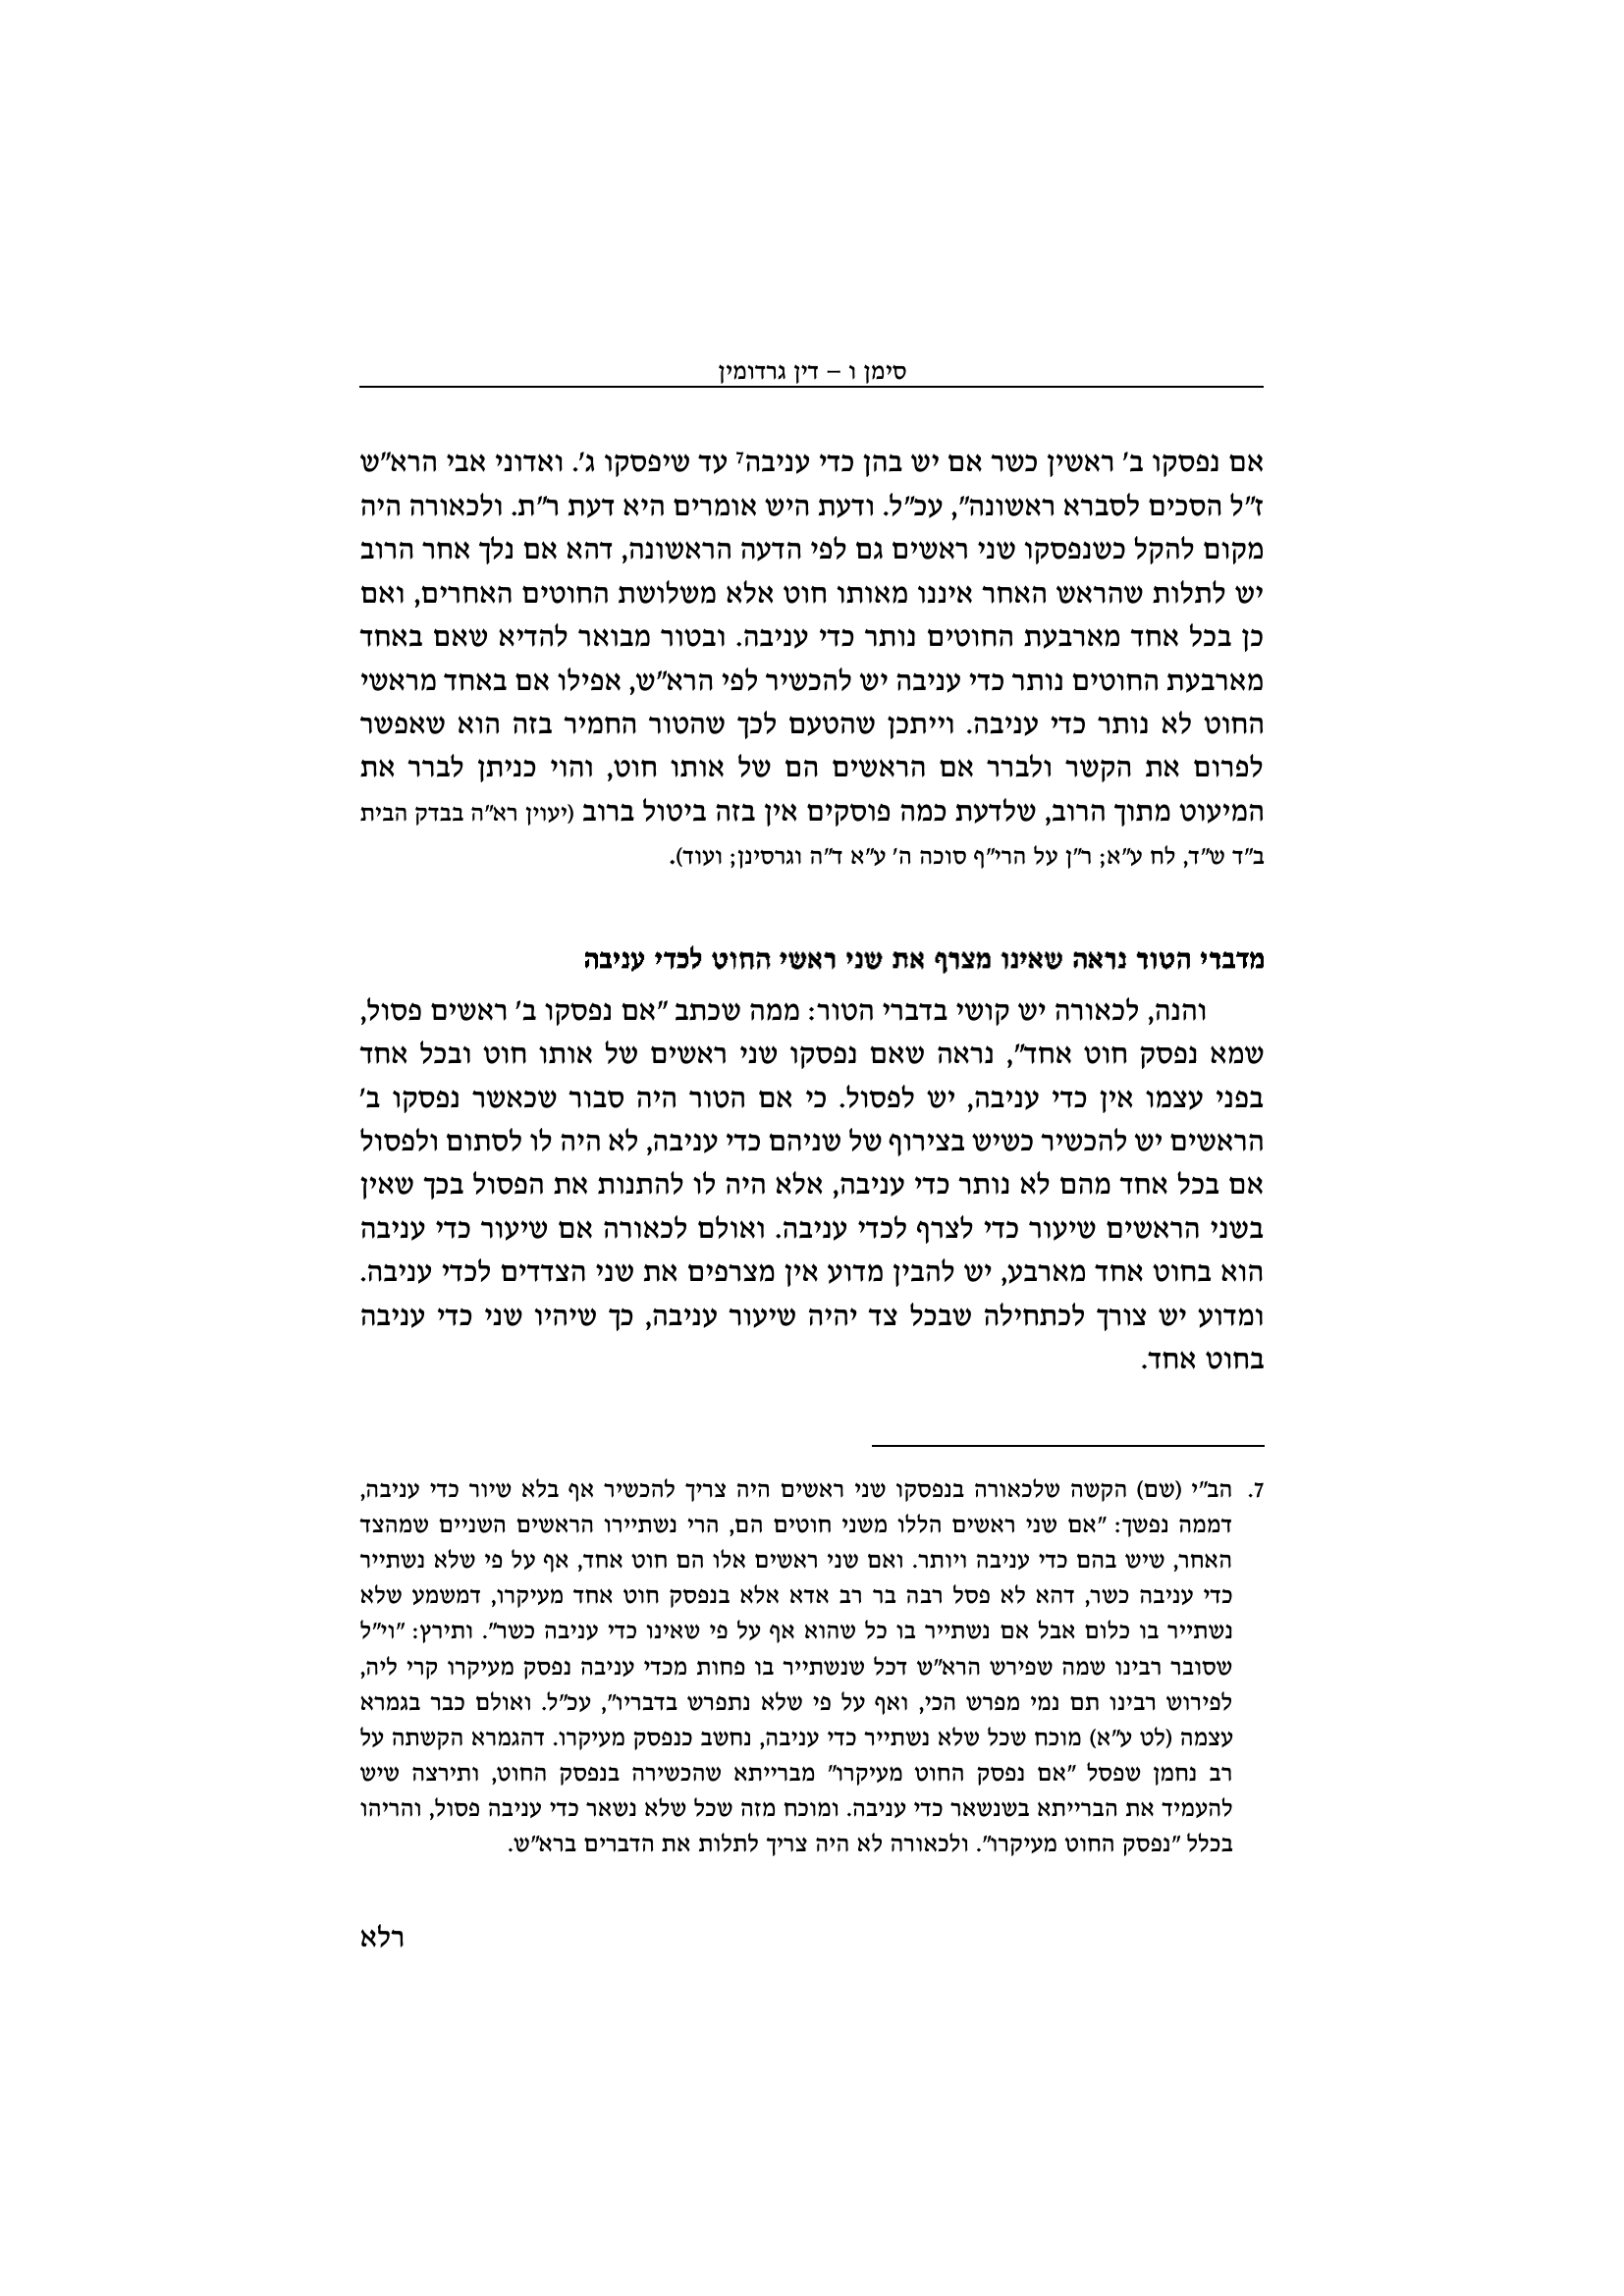 סימן ו – דין גרדומין
אם נפסקו ב׳ ראשין כשר אם יש בהן כדי עניבה7 עד שיפסקו ג׳. ואדוני אבי הרא״ש
ז״ל הסכים לסברא ראשונה״, עכ״ל. ודעת היש אומרים היא דעת ר״ת. ולכאורה היה
מקום להקל כשנפסקו שני ראשים גם לפי הדעה הראשונה, דהא אם נלך אחר הרוב
יש לתלות שהראש האחר איננו מאותו חוט אלא משלושת החוטים האחרים, ואם
כן בכל אחד מארבעת החוטים נותר כדי עניבה. ובטור מבואר להדיא שאם באחד
מארבעת החוטים נותר כדי עניבה יש להכשיר לפי הרא״ש, אפילו אם באחד מראשי
החוט לא נותר כדי עניבה. וייתכן שהטעם לכך שהטור החמיר בזה הוא שאפשר
לפרום את הקשר ולברר אם הראשים הם של אותו חוט, והוי כניתן לברר את
המיעוט מתוך הרוב, שלדעת כמה פוסקים אין בזה ביטול ברוב (יעוין רא״ה בבדק הבית
ב״ד ש״ד, לח ע״א; ר״ן על הרי״ף סוכה ה׳ ע״א ד״ה וגרסינן; ועוד).
מדברי הטור נראה שאינו מצרף את שני ראשי החוט לכדי עניבה
והנה, לכאורה יש קושי בדברי הטור: ממה שכתב ״אם נפסקו ב׳ ראשים פסול,
שמא נפסק חוט אחד״, נראה שאם נפסקו שני ראשים של אותו חוט ובכל אחד
בפני עצמו אין כדי עניבה, יש לפסול. כי אם הטור היה סבור שכאשר נפסקו ב׳
הראשים יש להכשיר כשיש בצירוף של שניהם כדי עניבה, לא היה לו לסתום ולפסול
אם בכל אחד מהם לא נותר כדי עניבה, אלא היה לו להתנות את הפסול בכך שאין
בשני הראשים שיעור כדי לצרף לכדי עניבה. ואולם לכאורה אם שיעור כדי עניבה
הוא בחוט אחד מארבע, יש להבין מדוע אין מצרפים את שני הצדדים לכדי עניבה.
ומדוע יש צורך לכתחילה שבכל צד יהיה שיעור עניבה, כך שיהיו שני כדי עניבה
בחוט אחד.
7. הב״י (שם) הקשה שלכאורה בנפסקו שני ראשים היה צריך להכשיר אף בלא שיור כדי עניבה,
דממה נפשך: ״אם שני ראשים הללו משני חוטים הם, הרי נשתיירו הראשים השניים שמהצד
האחר, שיש בהם כדי עניבה ויותר. ואם שני ראשים אלו הם חוט אחד, אף על פי שלא נשתייר
כדי עניבה כשר, דהא לא פסל רבה בר רב אדא אלא בנפסק חוט אחד מעיקרו, דמשמע שלא
נשתייר בו כלום אבל אם נשתייר בו כל שהוא אף על פי שאינו כדי עניבה כשר״. ותירץ: ״וי״ל
שסובר רבינו שמה שפירש הרא״ש דכל שנשתייר בו פחות מכדי עניבה נפסק מעיקרו קרי ליה,
לפירוש רבינו תם נמי מפרש הכי, ואף על פי שלא נתפרש בדבריו״, עכ״ל. ואולם כבר בגמרא
עצמה (לט ע״א) מוכח שכל שלא נשתייר כדי עניבה, נחשב כנפסק מעיקרו. דהגמרא הקשתה על
רב נחמן שפסל ״אם נפסק החוט מעיקרו״ מברייתא שהכשירה בנפסק החוט, ותירצה שיש
להעמיד את הברייתא בשנשאר כדי עניבה. ומוכח מזה שכל שלא נשאר כדי עניבה פסול, והריהו
בכלל ״נפסק החוט מעיקרו״. ולכאורה לא היה צריך לתלות את הדברים ברא״ש.
רלא